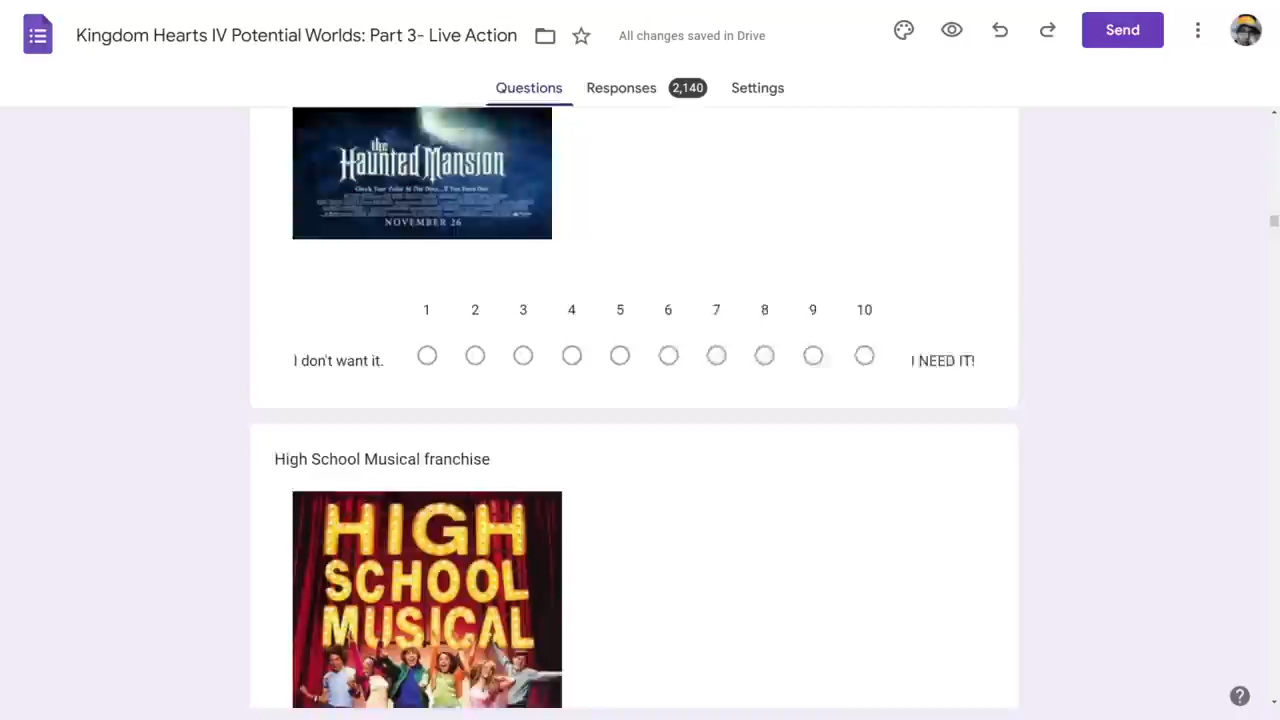 Kingdom Hearts IV Potential Worlds: Part 3- Live Action
All changes saved in Drive
Send
Questions
Responses 2,140
Settings
the
Haunted Mansion
NOVEMBER 26
1 2 3 4 5 6 7 8 9 10
I don't want it.
I NEED IT!
High School Musical franchise
HIGH
SCHOOL
MUSICAL